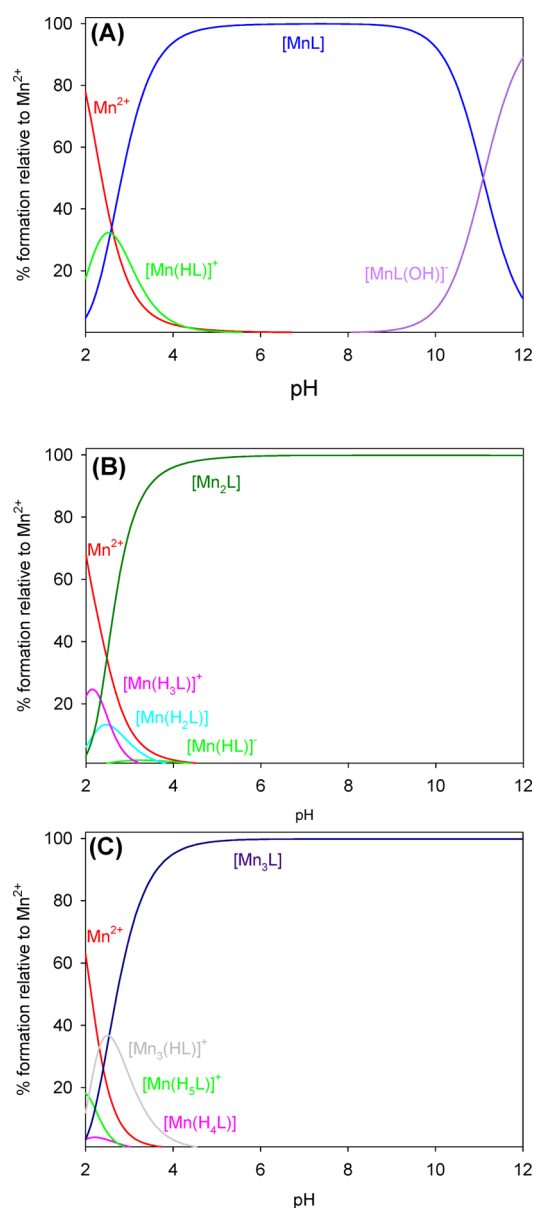 (A)
% formation relative to Mn²⁺
100
80
60
40
20
[MnL]
Mn²⁺
[Mn(HL)]⁺
[MnL(OH)]⁻
2 4 6 8 10 12
pH
(B)
% formation relative to Mn²⁺
100
80
60
40
20
[Mn₂L]
Mn²⁺
[Mn(H₃L)]⁺
[Mn(H₂L)]
[Mn(HL)]⁻
2 4 6 8 10 12
pH
(C)
% formation relative to Mn²⁺
100
80
60
40
20
[Mn₃L]
Mn²⁺
[Mn₃(HL)]⁺
[Mn(H₅L)]⁺
[Mn(H₄L)]
2 4 6 8 10 12
pH